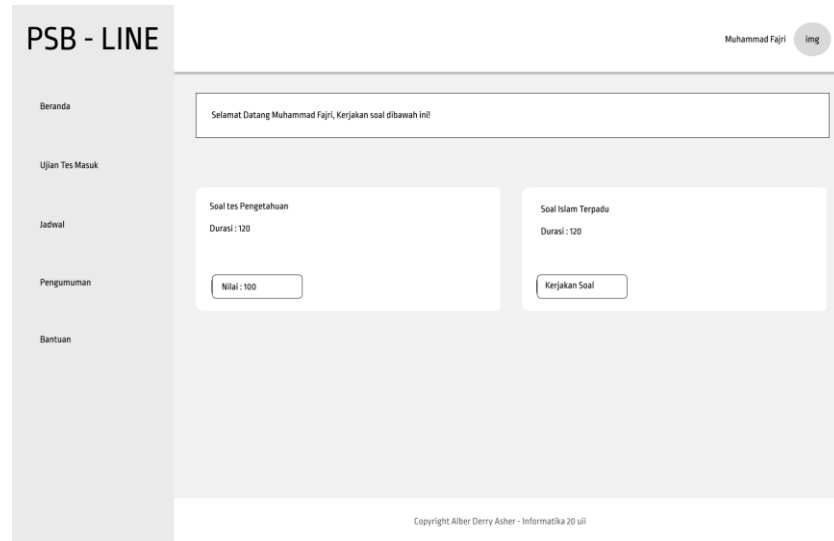 PSB - LINE
Muhammad Fajri
img
Beranda
Ujian Tes Masuk
Jadwal
Pengumuman
Bantuan
Selamat Datang Muhammad Fajri, Kerjakan soal dibawah ini!
Soal tes Pengetahuan
Durasi : 120
Nilai : 100
Soal Islam Terpadu
Durasi : 120
Kerjakan Soal
Copyright Alber Derry Asher - Informatika 20 uii